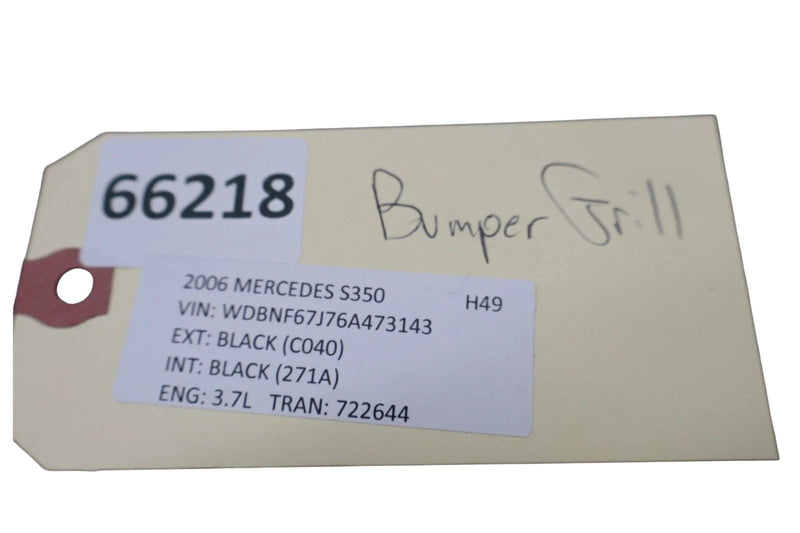 66218
Bumper Grill
2006 MERCEDES S350 H49
VIN: WDBNF67J76A473143
EXT: BLACK (C040)
INT: BLACK (271A)
ENG: 3.7L TRAN: 722644